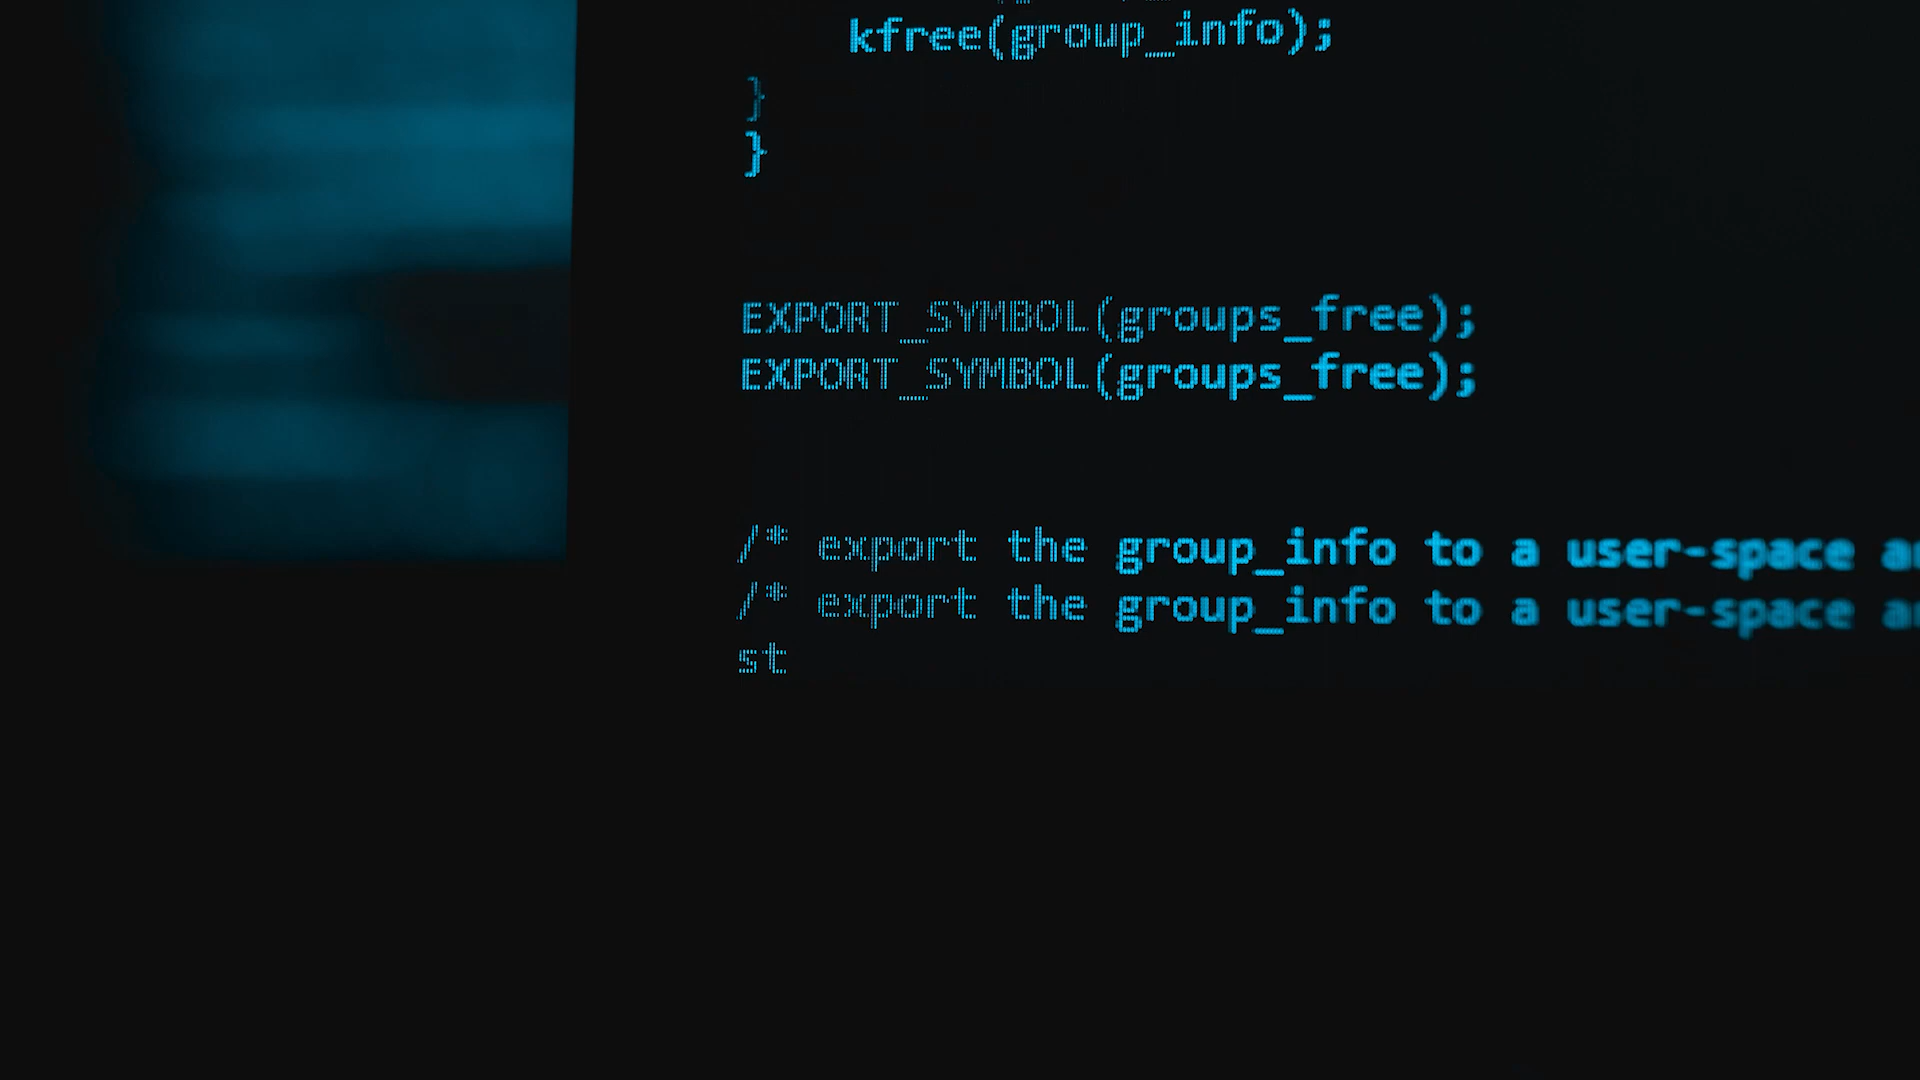 kfree(group_info);
}
}
EXPORT_SYMBOL(groups_free);
EXPORT_SYMBOL(groups_free);
/* export the group_info to a user-space
/* export the group_info to a user-space
st